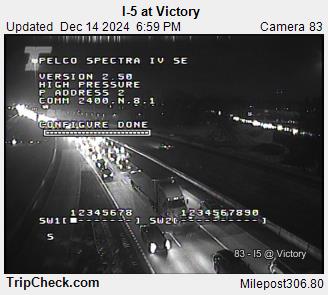 I-5 at Victory
Updated Dec 14 2024 6:59 PM Camera 83
PELCO SPECTRA IV SE
VERSION 2.50
HIGH PRESSURE
P ADDRESS 2
COMM 2400.N.8.1
CONFIGURE DONE
12345678 1234567890
SW1[ ] SW2[ ]
S
83 - I5 @ Victory
TripCheck.com Milepost306.80